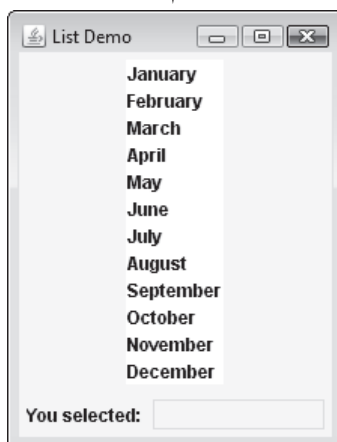 List Demo
January
February
March
April
May
June
July
August
September
October
November
December
You selected: